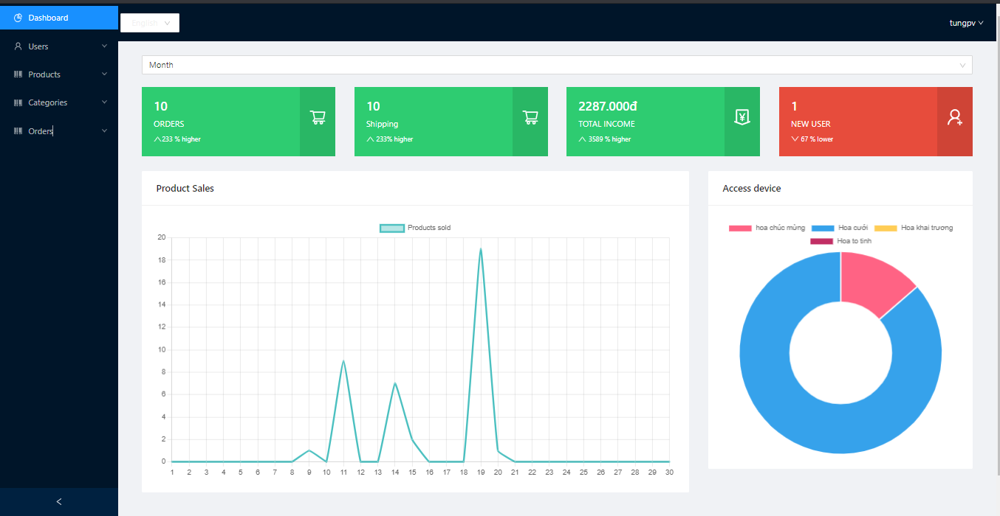 Dashboard
English
tungpv
Users
Products
Categories
Orders
Month
10
ORDERS
233 % higher
10
Shipping
233% higher
2287.000đ
TOTAL INCOME
3589 % higher
1
NEW USER
67 % lower
Product Sales
Products sold
20
18
16
14
12
10
8
6
4
2
0
1 2 3 4 5 6 7 8 9 10 11 12 13 14 15 16 17 18 19 20 21 22 23 24 25 26 27 28 29 30
Access device
hoa chúc mừng Hoa cưới Hoa khai trương
Hoa to tinh